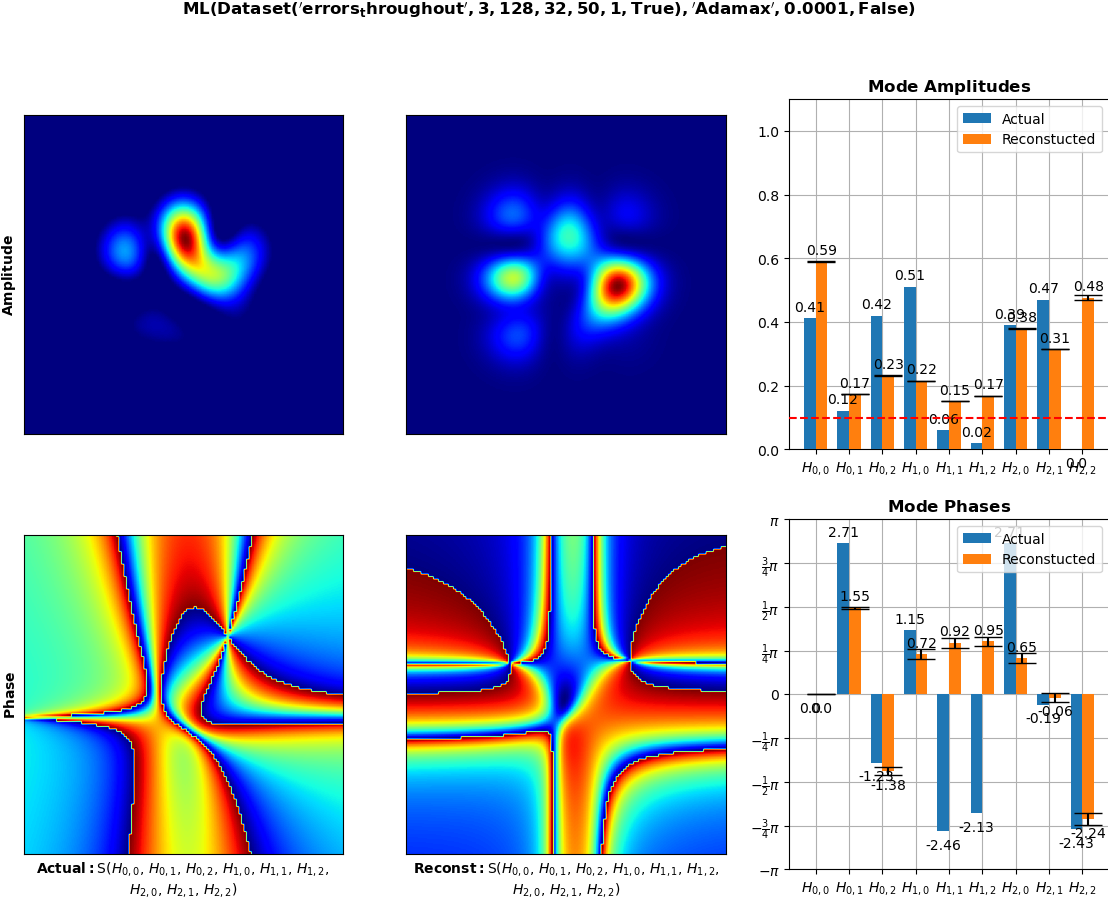 ML(Dataset('errors_throughout', 3, 128, 32, 50, 1, True), 'Adamax', 0.0001, False)
Amplitude
Mode Amplitudes
Actual
Reconstucted
1.0
0.8
0.6
0.4
0.2
0.0
0.41 0.59
0.12 0.17
0.42 0.23
0.51 0.22
0.06 0.15
0.02 0.17
0.39 0.38
0.47 0.31
0.0 0.48
H0,0 H0,1 H0,2 H1,0 H1,1 H1,2 H2,0 H2,1 H2,2
Phase
Actual:S(H0,0, H0,1, H0,2, H1,0, H1,1, H1,2,
H2,0, H2,1, H2,2)
Reconst:S(H0,0, H0,1, H0,2, H1,0, H1,1, H1,2,
H2,0, H2,1, H2,2)
Mode Phases
Actual
Reconstucted
π
3/4π
1/2π
1/4π
0
−1/4π
−1/2π
−3/4π
−π
0.0 0.0
2.71 1.55
-1.23 -1.38
1.15 0.72
-2.46 0.92
-2.13 0.95
2.71 0.65
-0.19 -0.06
-2.43 -2.24
H0,0 H0,1 H0,2 H1,0 H1,1 H1,2 H2,0 H2,1 H2,2